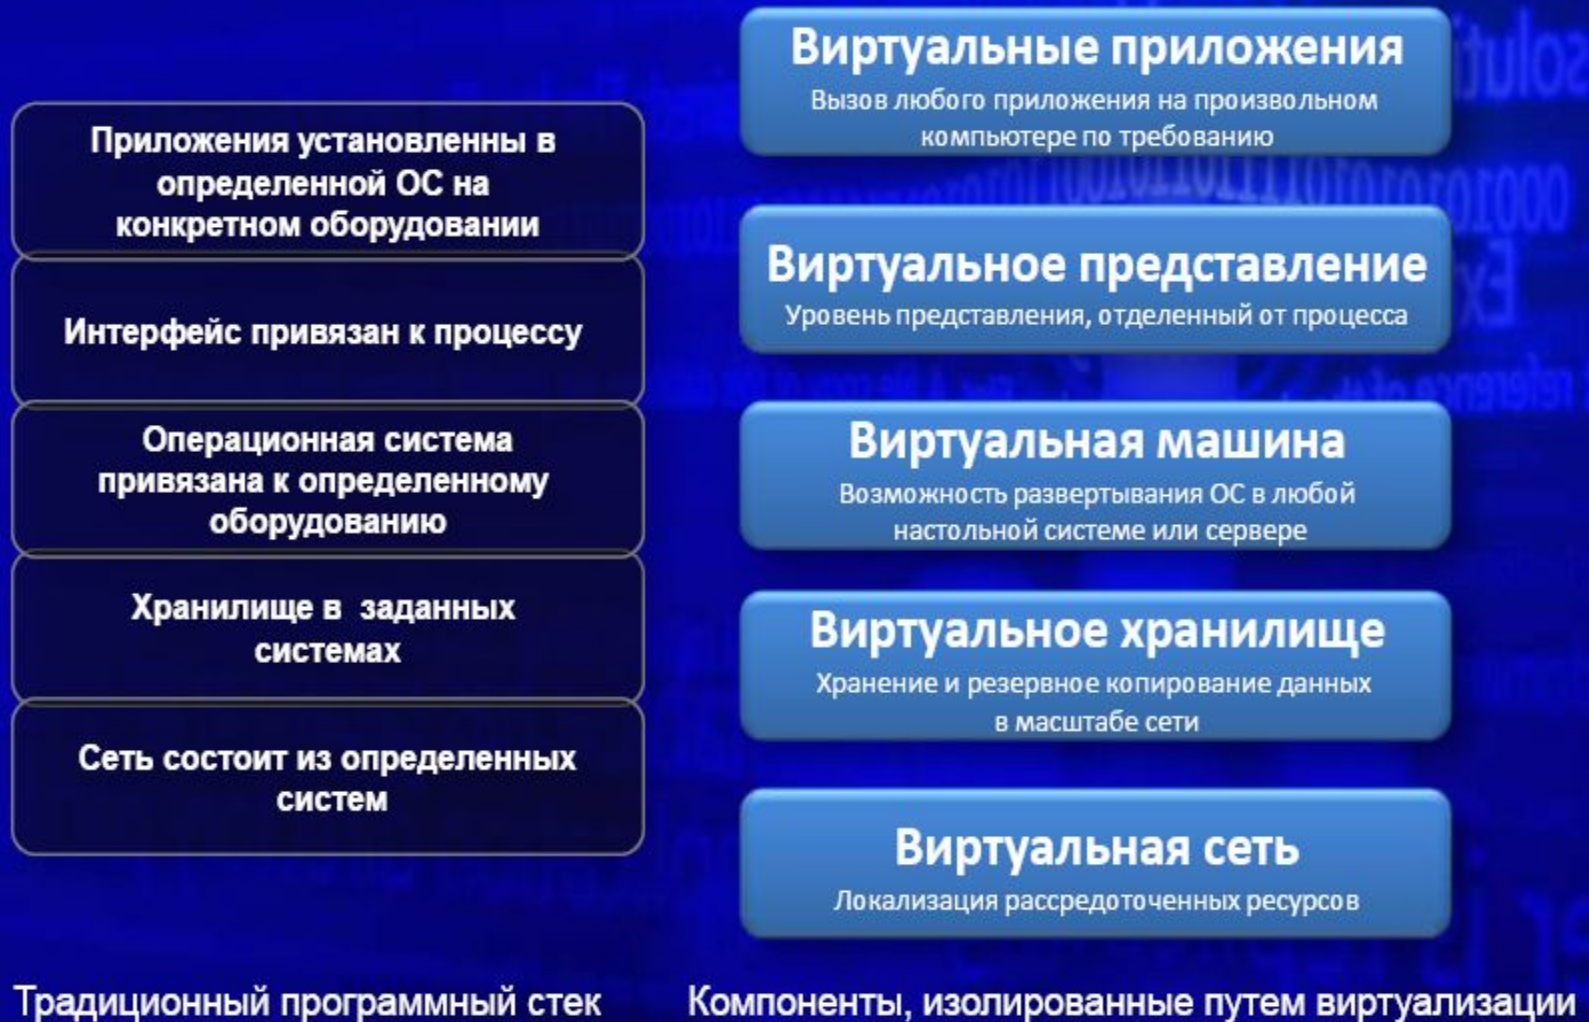 Приложения установленны в
определенной ОС на
конкретном оборудовании
Интерфейс привязан к процессу
Операционная система
привязана к определенному
оборудованию
Хранилище в заданных
системах
Сеть состоит из определенных
систем
Традиционный программный стек
Виртуальные приложения
Вызов любого приложения на произвольном
компьютере по требованию
Виртуальное представление
Уровень представления, отделенный от процесса
Виртуальная машина
Возможность развертывания ОС в любой
настольной системе или сервере
Виртуальное хранилище
Хранение и резервное копирование данных
в масштабе сети
Виртуальная сеть
Локализация рассредоточенных ресурсов
Компоненты, изолированные путем виртуализации